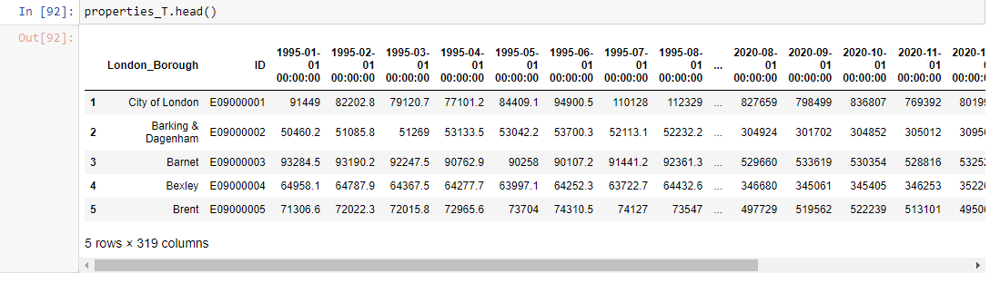 In [92]: properties_T.head()
Out[92]:
London_Borough ID 1995-01-01 00:00:00 1995-02-01 00:00:00 1995-03-01 00:00:00 1995-04-01 00:00:00 1995-05-01 00:00:00 1995-06-01 00:00:00 1995-07-01 00:00:00 1995-08-01 00:00:00 ... 2020-08-01 00:00:00 2020-09-01 00:00:00 2020-10-01 00:00:00 2020-11-01 00:00:00 2020-1
1 City of London E09000001 91449 82202.8 79120.7 77101.2 84409.1 94900.5 110128 112329 ... 827659 798499 836807 769392 8019
2 Barking & Dagenham E09000002 50460.2 51085.8 51269 53133.5 53042.2 53700.3 52113.1 52232.2 ... 304924 301702 304852 305012 3095
3 Barnet E09000003 93284.5 93190.2 92247.5 90762.9 90258 90107.2 91441.2 92361.3 ... 529660 533619 530354 528816 5325
4 Bexley E09000004 64958.1 64787.9 64367.5 64277.7 63997.1 64252.3 63722.7 64432.6 ... 346680 345061 345405 346253 3522
5 Brent E09000005 71306.6 72022.3 72015.8 72965.6 73704 74310.5 74127 73547 ... 497729 519562 522239 513101 4950
5 rows × 319 columns